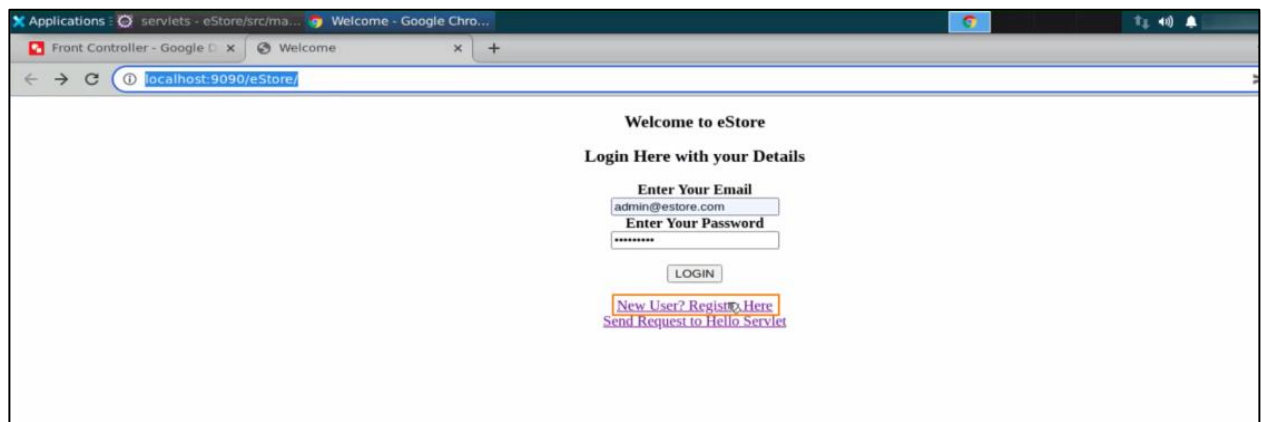 Applications : servlets - eStore/src/ma... Welcome - Google Chro...
Front Controller - Google D x Welcome x +
localhost:9090/eStore/
Welcome to eStore
Login Here with your Details
Enter Your Email
admin@estore.com
Enter Your Password
•••••••••
LOGIN
New User? Register Here
Send Request to Hello Servlet